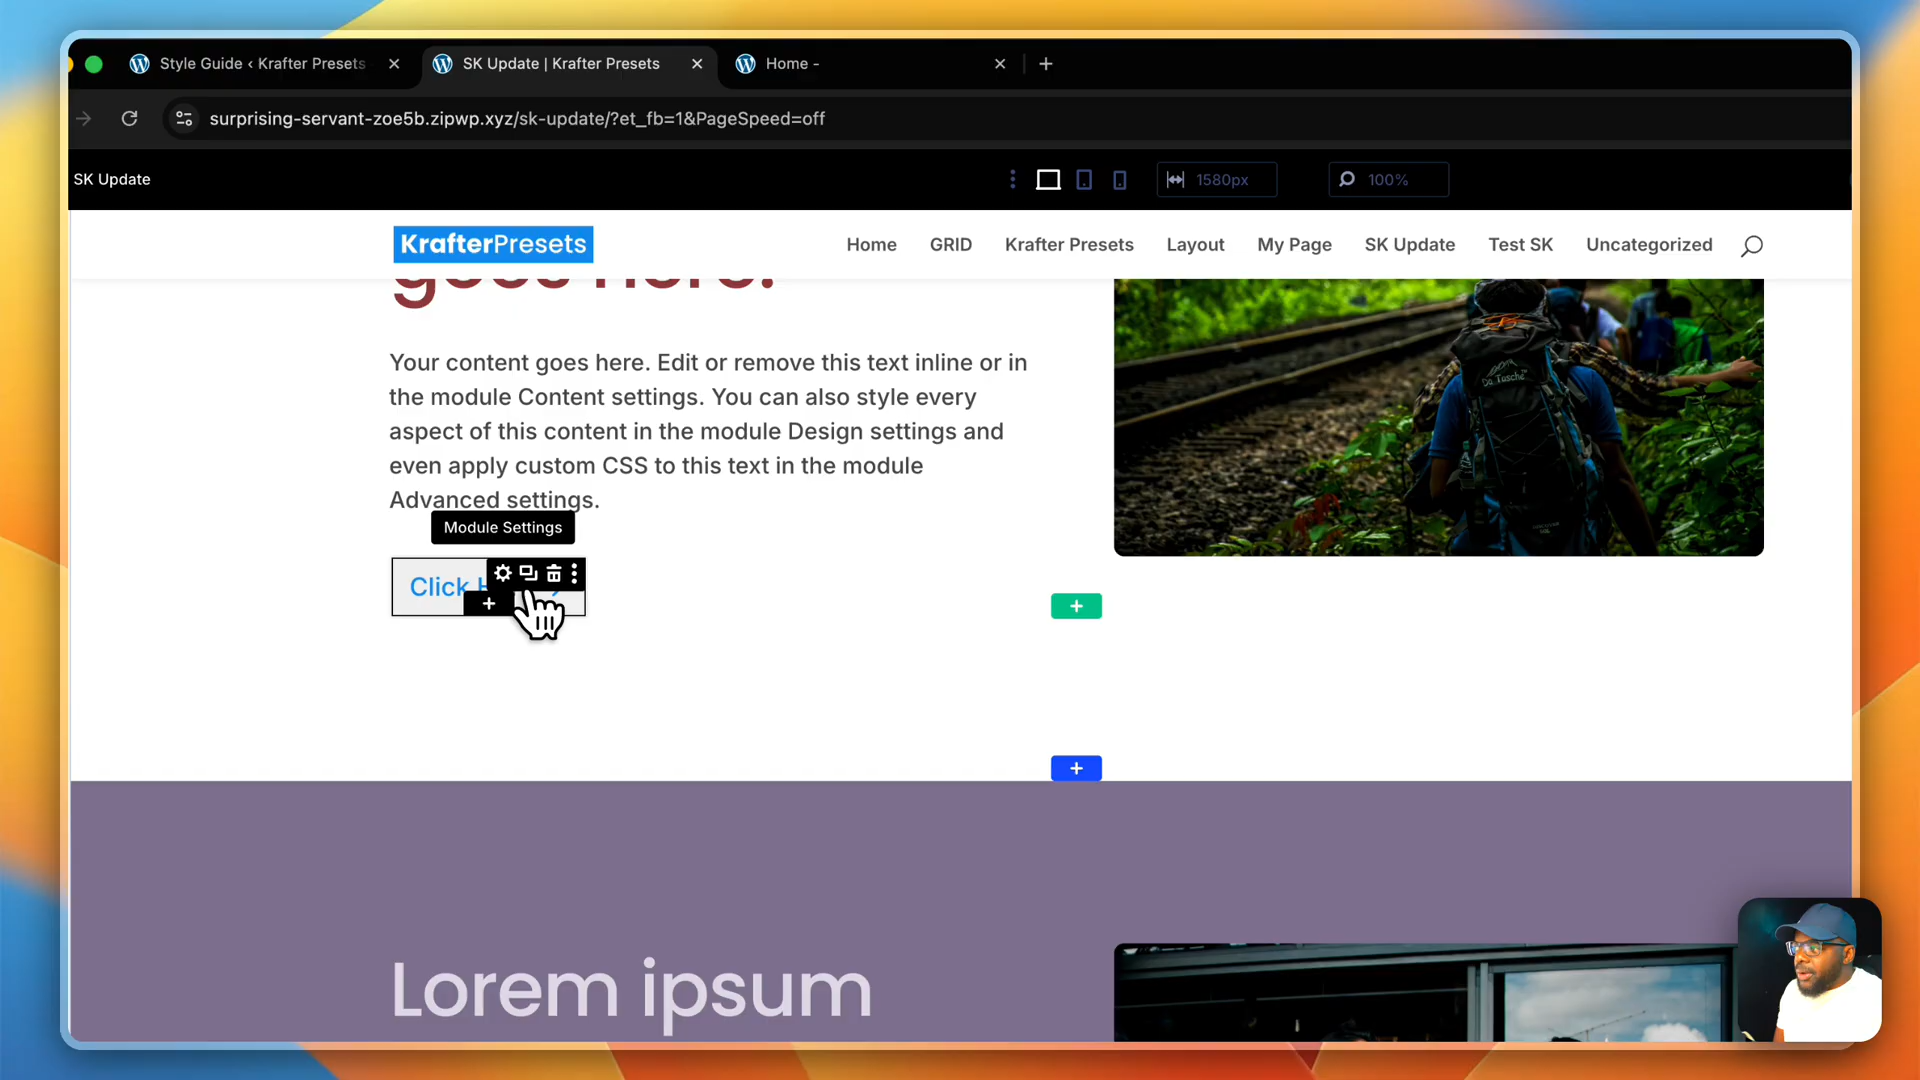 Style Guide ‹ Krafter Presets
SK Update | Krafter Presets
Home -
surprising-servant-zoe5b.zipwp.xyz/sk-update/?et_fb=1&PageSpeed=off
SK Update
1580px
100%
KrafterPresets
Home
GRID
Krafter Presets
Layout
My Page
SK Update
Test SK
Uncategorized
goes here.
Your content goes here. Edit or remove this text inline or in
the module Content settings. You can also style every
aspect of this content in the module Design settings and
even apply custom CSS to this text in the module
Advanced settings.
Module Settings
Click
Lorem ipsum